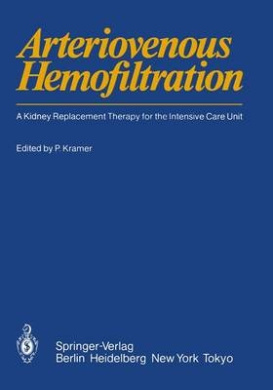 Arteriovenous
Hemofiltration
A Kidney Replacement Therapy for the Intensive Care Unit
Edited by P. Kramer
Springer-Verlag
Berlin Heidelberg New York Tokyo